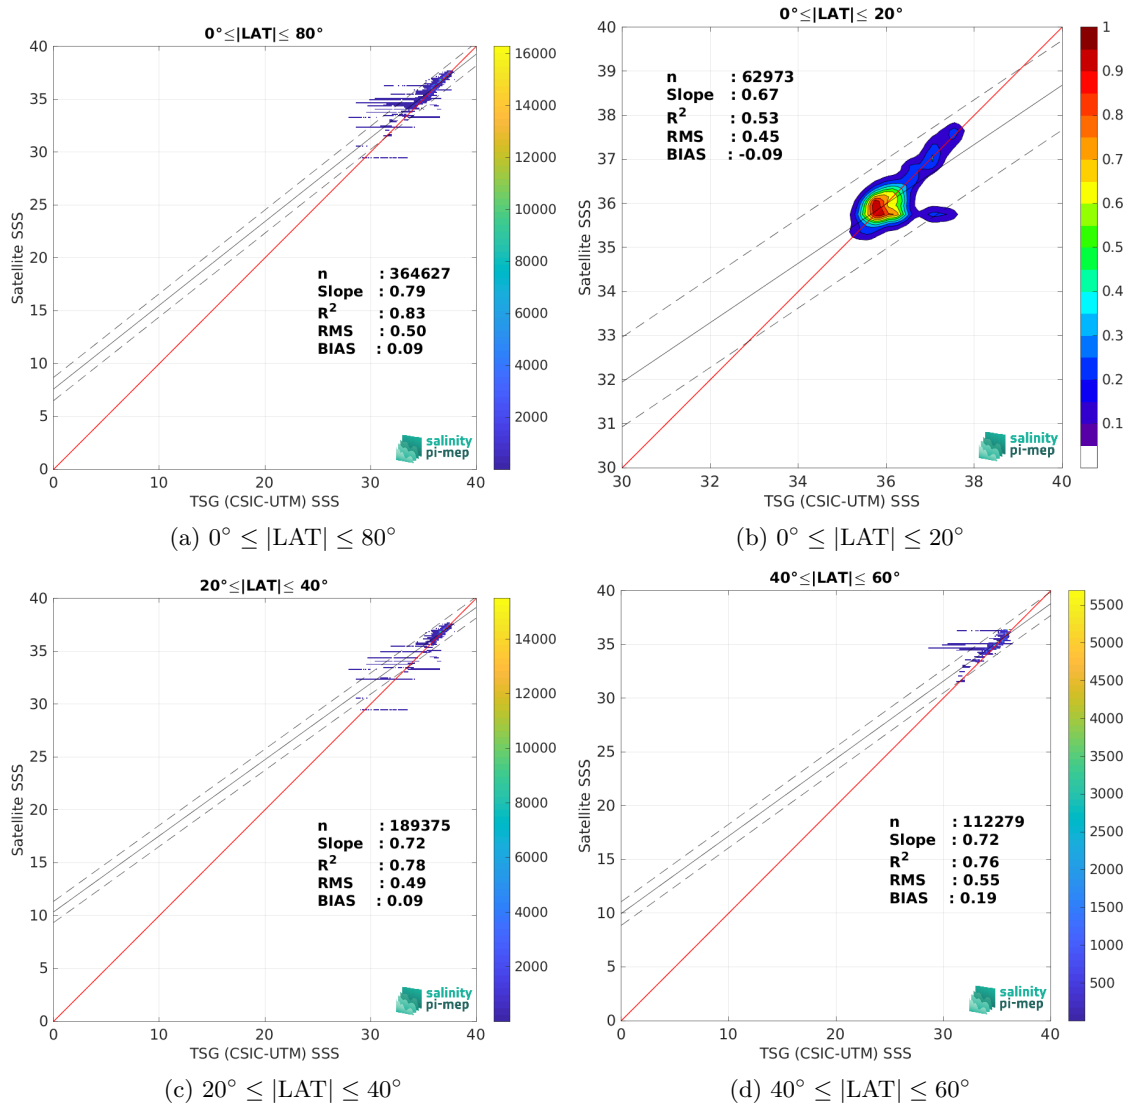 0°≤|LAT|≤ 80°
40
35
30
25
20
15
10
5
0
Satellite SSS
n : 364627
Slope : 0.79
R² : 0.83
RMS : 0.50
BIAS : 0.09
salinity
pi-mep
0 10 20 30 40
TSG (CSIC-UTM) SSS
16000
14000
12000
10000
8000
6000
4000
2000
(a) 0° ≤ |LAT| ≤ 80°
0°≤|LAT|≤ 20°
40
39
38
37
36
35
34
33
32
31
30
Satellite SSS
n : 62973
Slope : 0.67
R² : 0.53
RMS : 0.45
BIAS : -0.09
salinity
pi-mep
30 32 34 36 38 40
TSG (CSIC-UTM) SSS
1
0.9
0.8
0.7
0.6
0.5
0.4
0.3
0.2
0.1
(b) 0° ≤ |LAT| ≤ 20°
20°≤|LAT|≤ 40°
40
35
30
25
20
15
10
5
0
Satellite SSS
n : 189375
Slope : 0.72
R² : 0.78
RMS : 0.49
BIAS : 0.09
salinity
pi-mep
0 10 20 30 40
TSG (CSIC-UTM) SSS
14000
12000
10000
8000
6000
4000
2000
(c) 20° ≤ |LAT| ≤ 40°
40°≤|LAT|≤ 60°
40
35
30
25
20
15
10
5
0
Satellite SSS
n : 112279
Slope : 0.72
R² : 0.76
RMS : 0.55
BIAS : 0.19
salinity
pi-mep
0 10 20 30 40
TSG (CSIC-UTM) SSS
5500
5000
4500
4000
3500
3000
2500
2000
1500
1000
500
(d) 40° ≤ |LAT| ≤ 60°